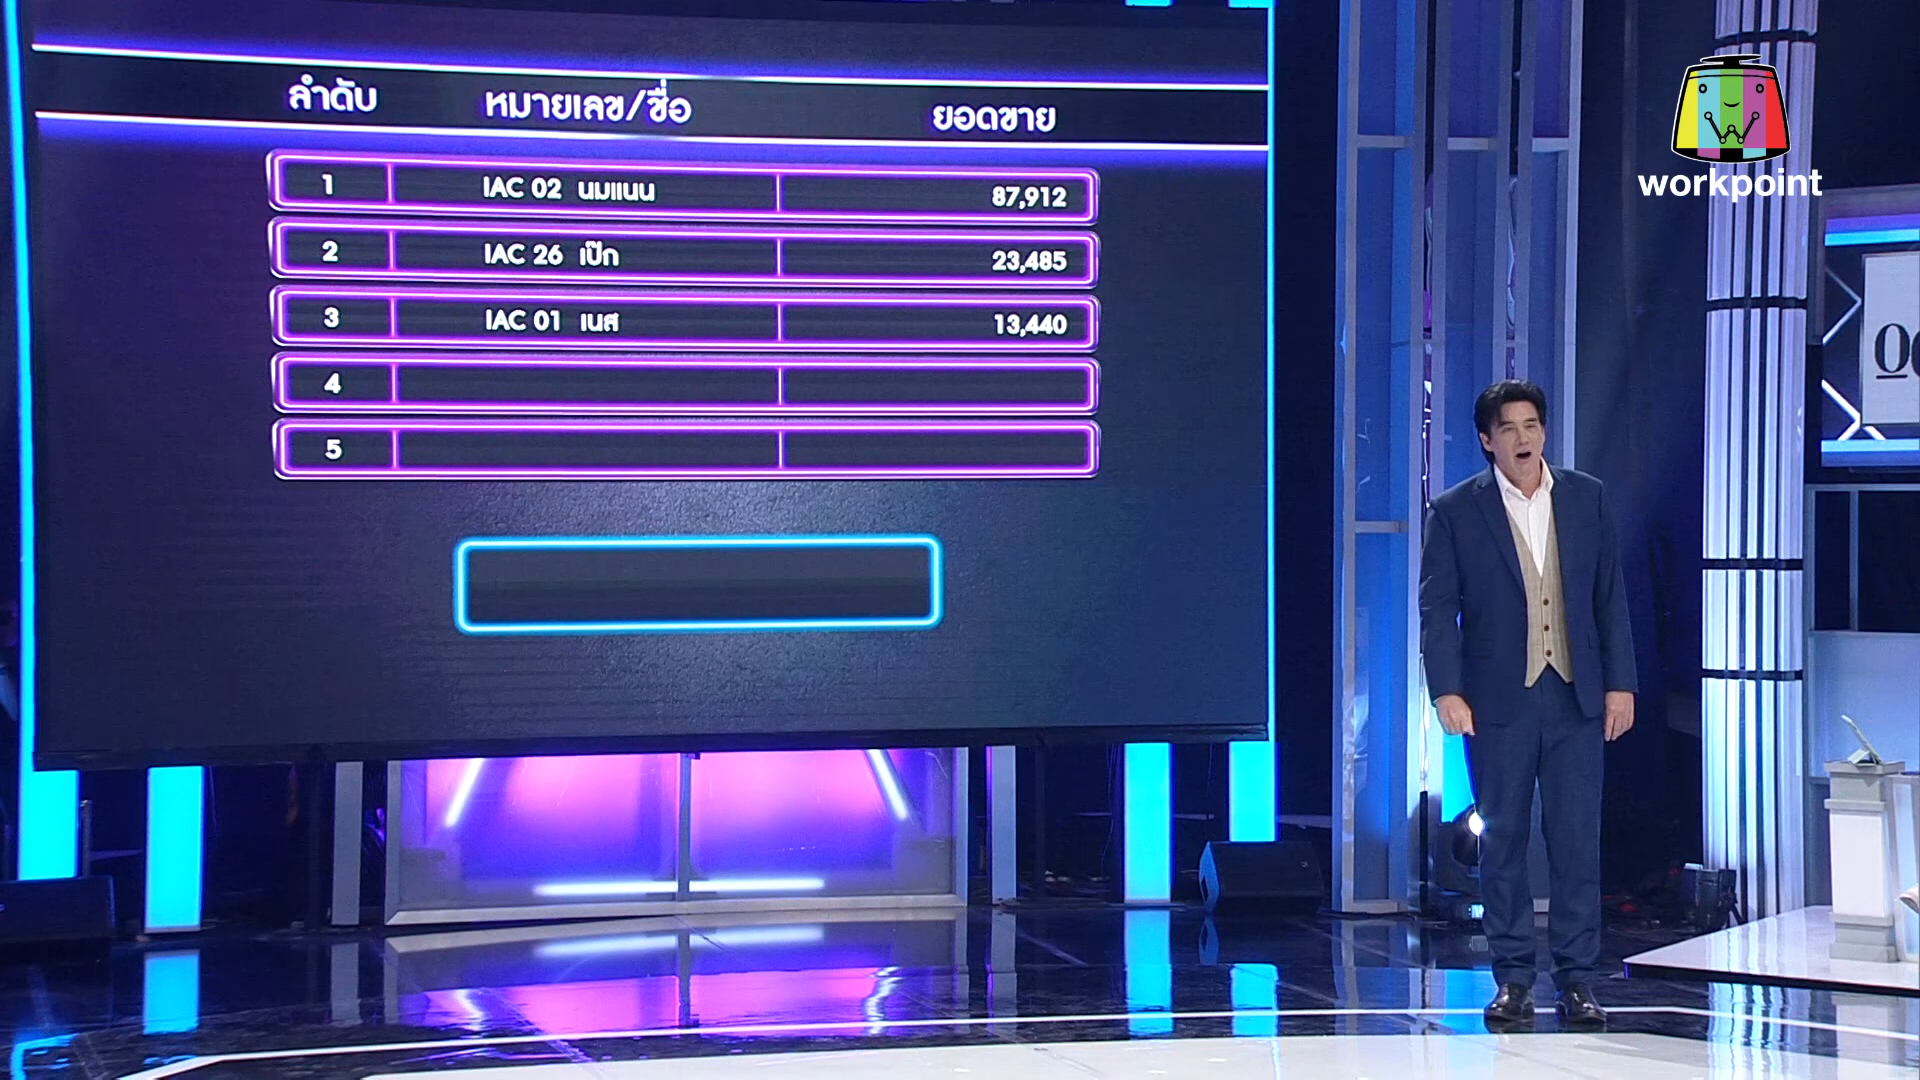 ลำดับ หมายเลข/ชื่อ ยอดขาย
1 IAC 02 นมแนน 87,912
2 IAC 26 เป๊ก 23,485
3 IAC 01 เนส 13,440
4
5
workpoint